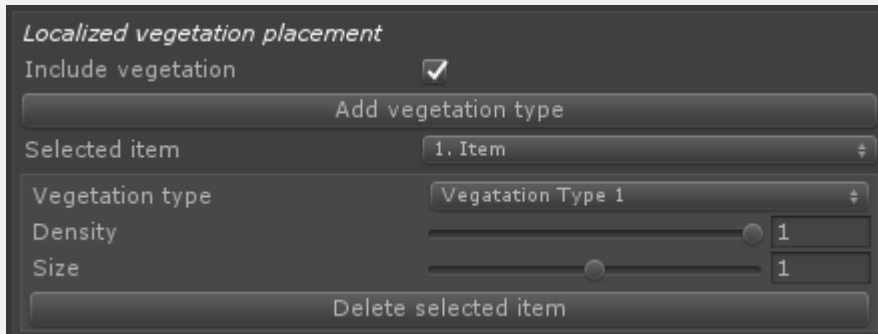 Localized vegetation placement
Include vegetation
Add vegetation type
Selected item 1. Item
Vegetation type Vegatation Type 1
Density 1
Size 1
Delete selected item